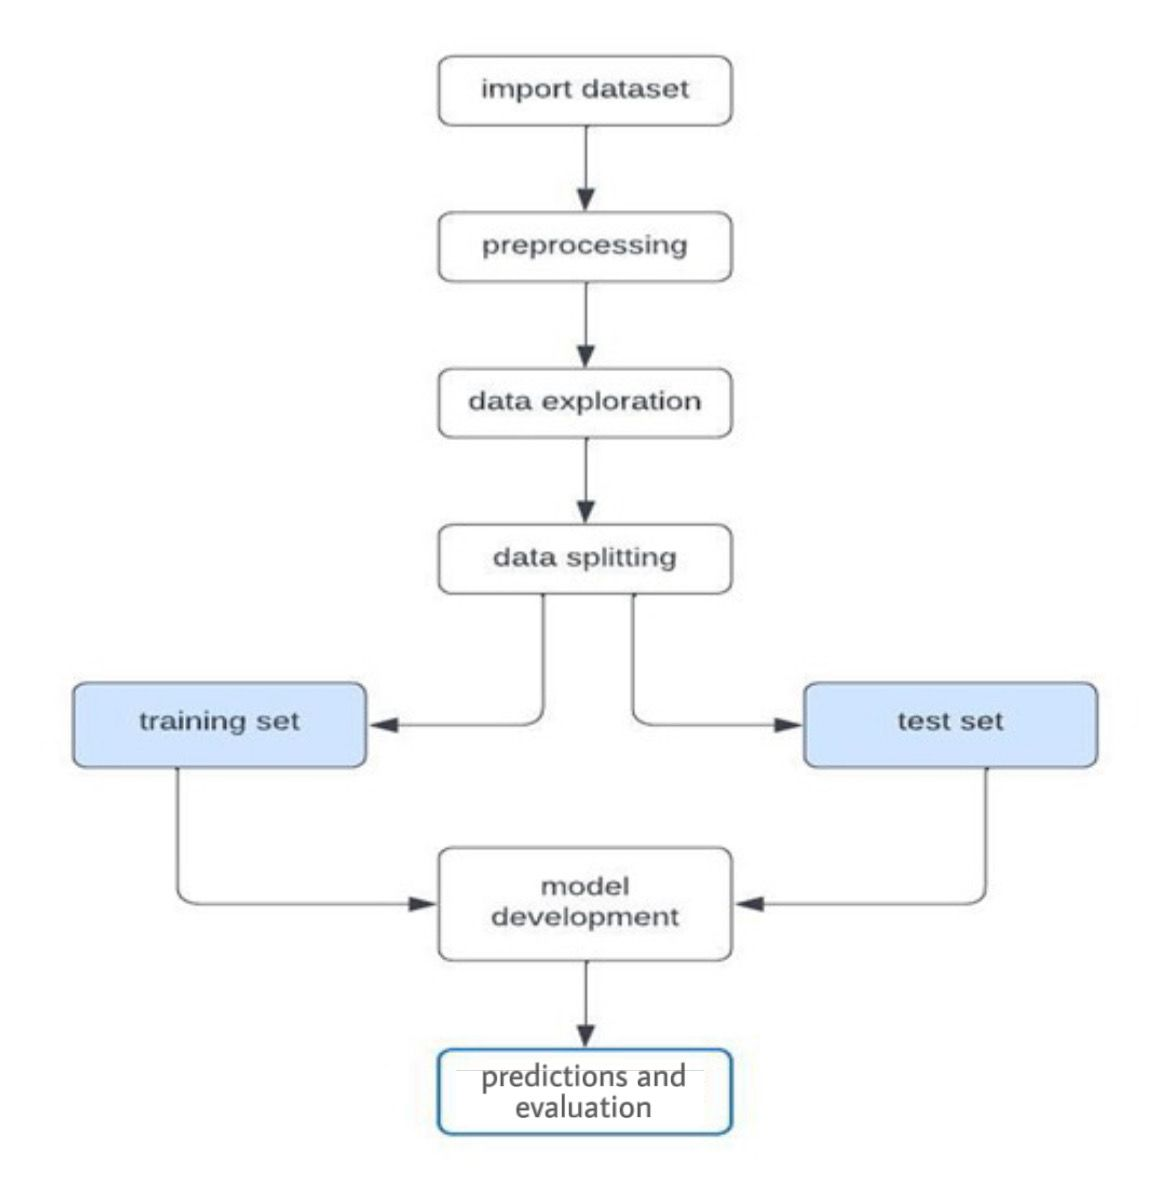 import dataset
preprocessing
data exploration
data splitting
training set
test set
model
development
predictions and
evaluation